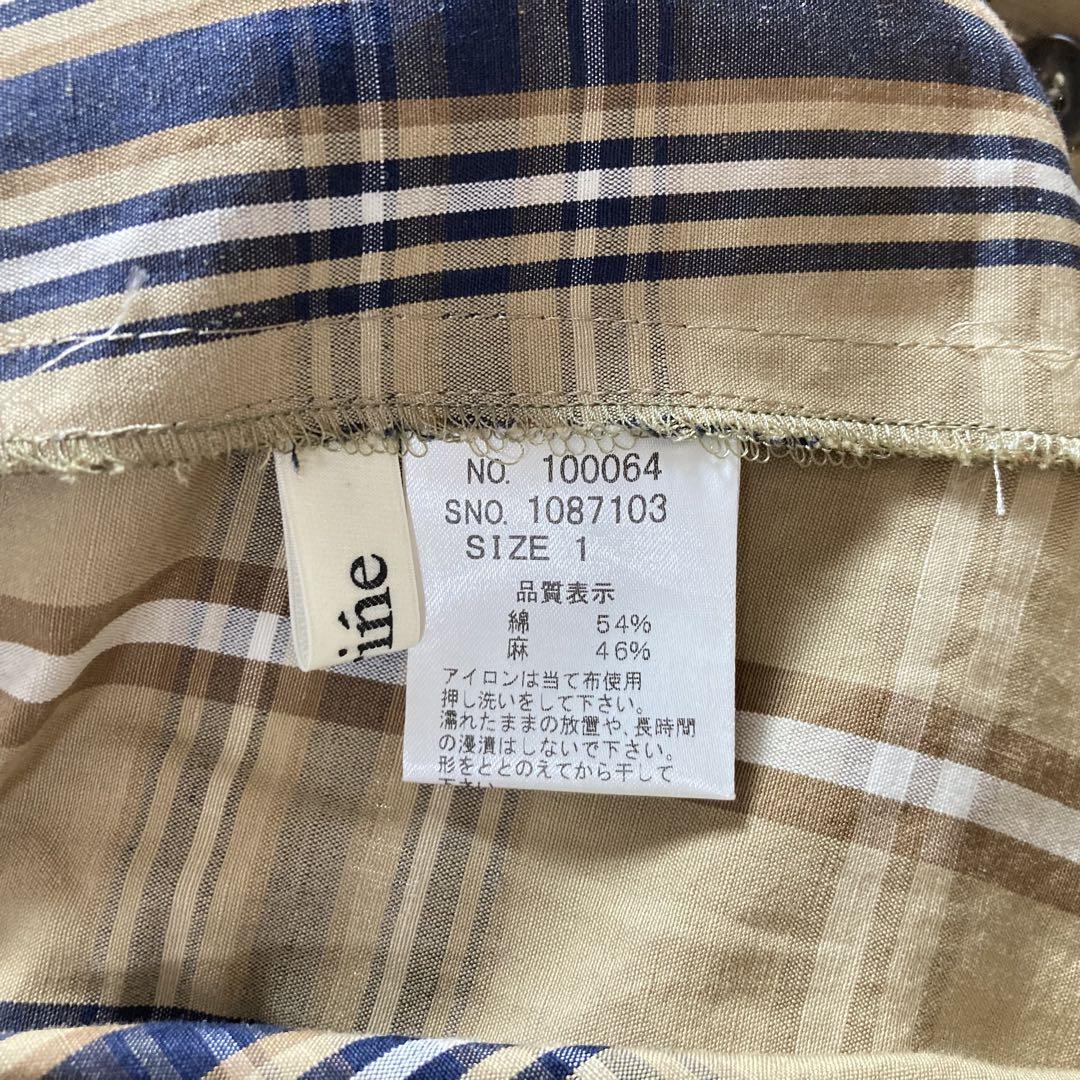 NO. 100064
SNO. 1087103
SIZE 1
品質表示
綿 54%
麻 46%
アイロンは当て布使用
押し洗いをして下さい。
濡れたままの放置や、長時間
の浸漬はしないで下さい。
形をととのえてから干して
下さい